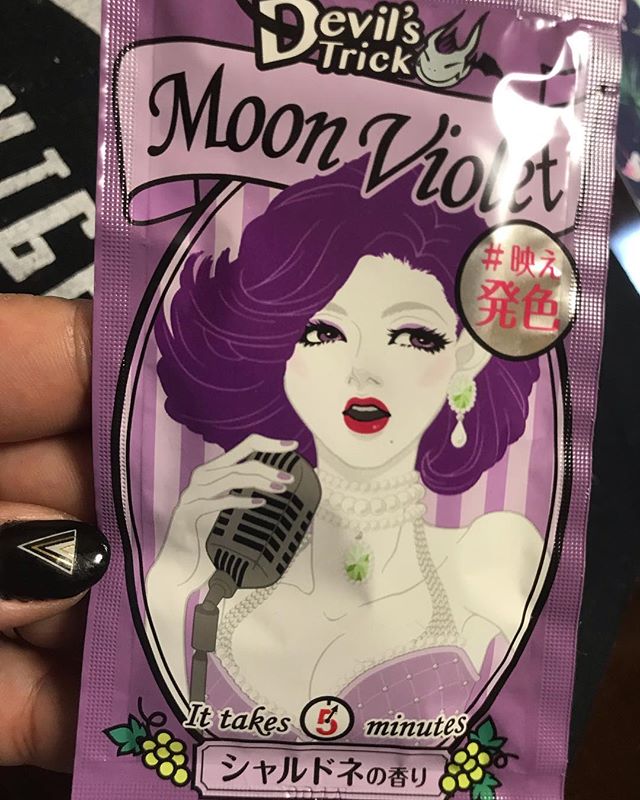 Devil's
Trick
Moon Violet
#映え
発色
It takes 5 minutes
シャルドネの香り